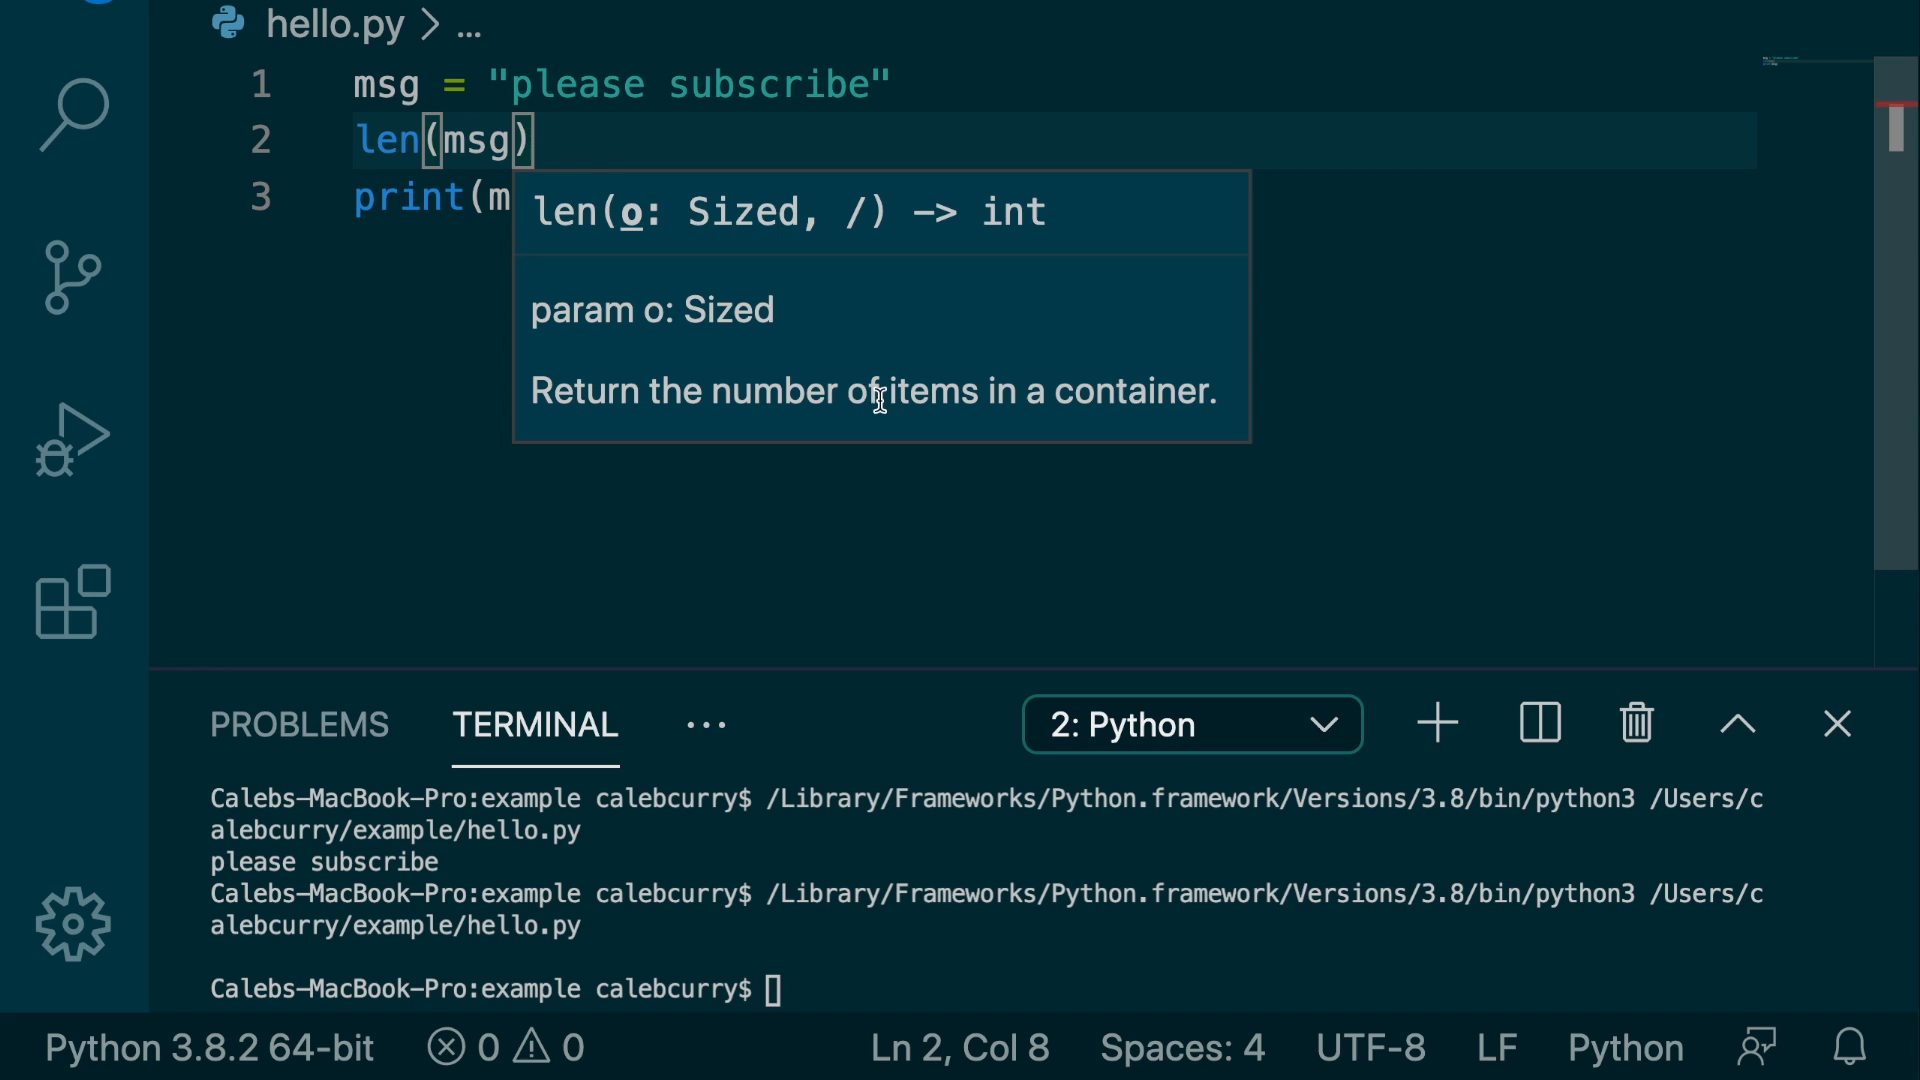 hello.py > ...
1 msg = "please subscribe"
2 len(msg)
3 print(m
len(o: Sized, /) -> int
param o: Sized
Return the number of items in a container.
PROBLEMS TERMINAL ... 2: Python
Calebs-MacBook-Pro:example calebcurry$ /Library/Frameworks/Python.framework/Versions/3.8/bin/python3 /Users/c
alebcurry/example/hello.py
please subscribe
Calebs-MacBook-Pro:example calebcurry$ /Library/Frameworks/Python.framework/Versions/3.8/bin/python3 /Users/c
alebcurry/example/hello.py
Calebs-MacBook-Pro:example calebcurry$
Python 3.8.2 64-bit 0 0 Ln 2, Col 8 Spaces: 4 UTF-8 LF Python